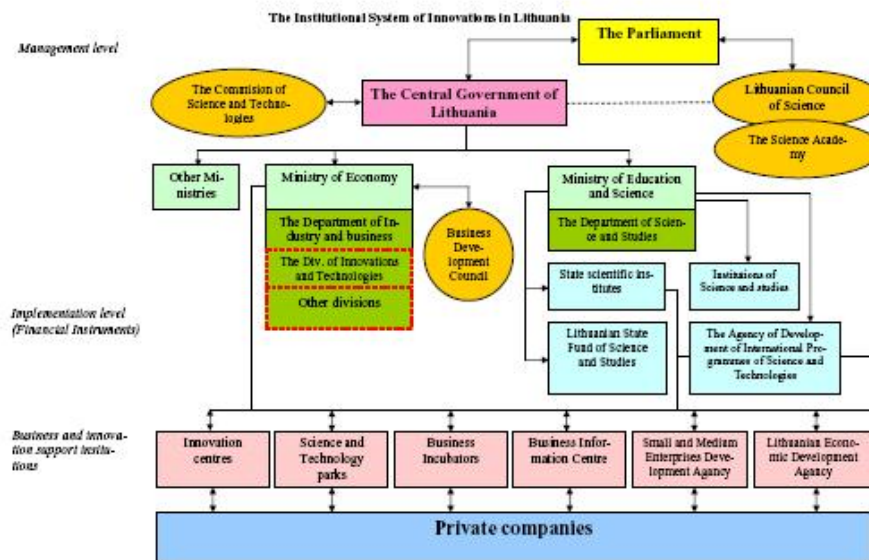 The Institutional System of Innovations in Lithuania
Management level
The Parliament
The Commision of
Science and Techno-
logies
The Central Government of
Lithuania
Lithuanian Council
of Science
The Science Acade-
my
Other Mi-
nistries
Ministry of Economy
Ministry of Education
and Science
The Department of In-
dustry and business
The Department of Scien-
ce and Studies
Business
Development
Council
The Div. of Innovations
and Technologies
Other divisions
State scientific ins-
titutes
Institutions of
Science and studies
Implementation level
(Financial Instruments)
Lithuanian State
Fund of Science
and Studies
The Agency of Develop-
ment of International Pro-
grammes of Science and
Technologies
Business and innova-
tion support institu-
tions
Innovation
centres
Science and
Technology
parks
Business
Incubators
Business Infor-
mation Centre
Small and Medium
Enterprises Deve-
lopment Agancy
Lithuanian Econo-
mic Development
Agancy
Private companies